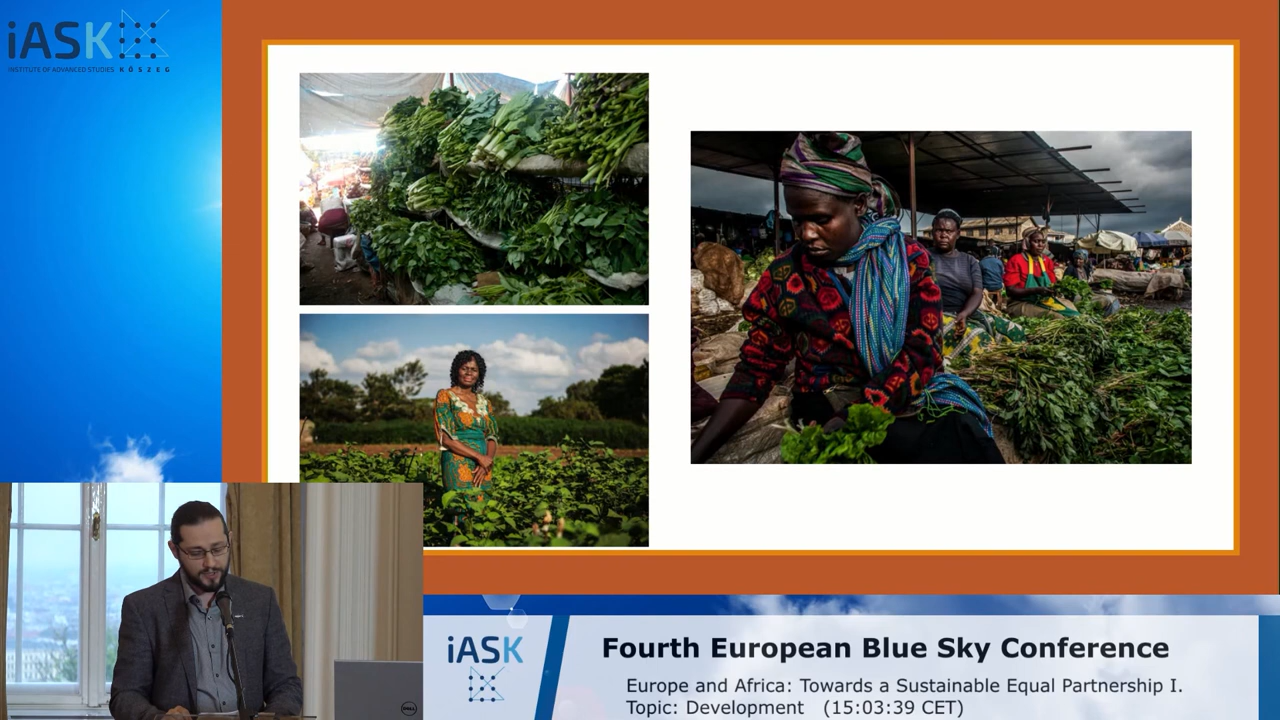 iASK
INSTITUTE OF ADVANCED STUDIES KŐSZEG
DELL
iASK
Fourth European Blue Sky Conference
Europe and Africa: Towards a Sustainable Equal Partnership I.
Topic: Development (15:03:39 CET)